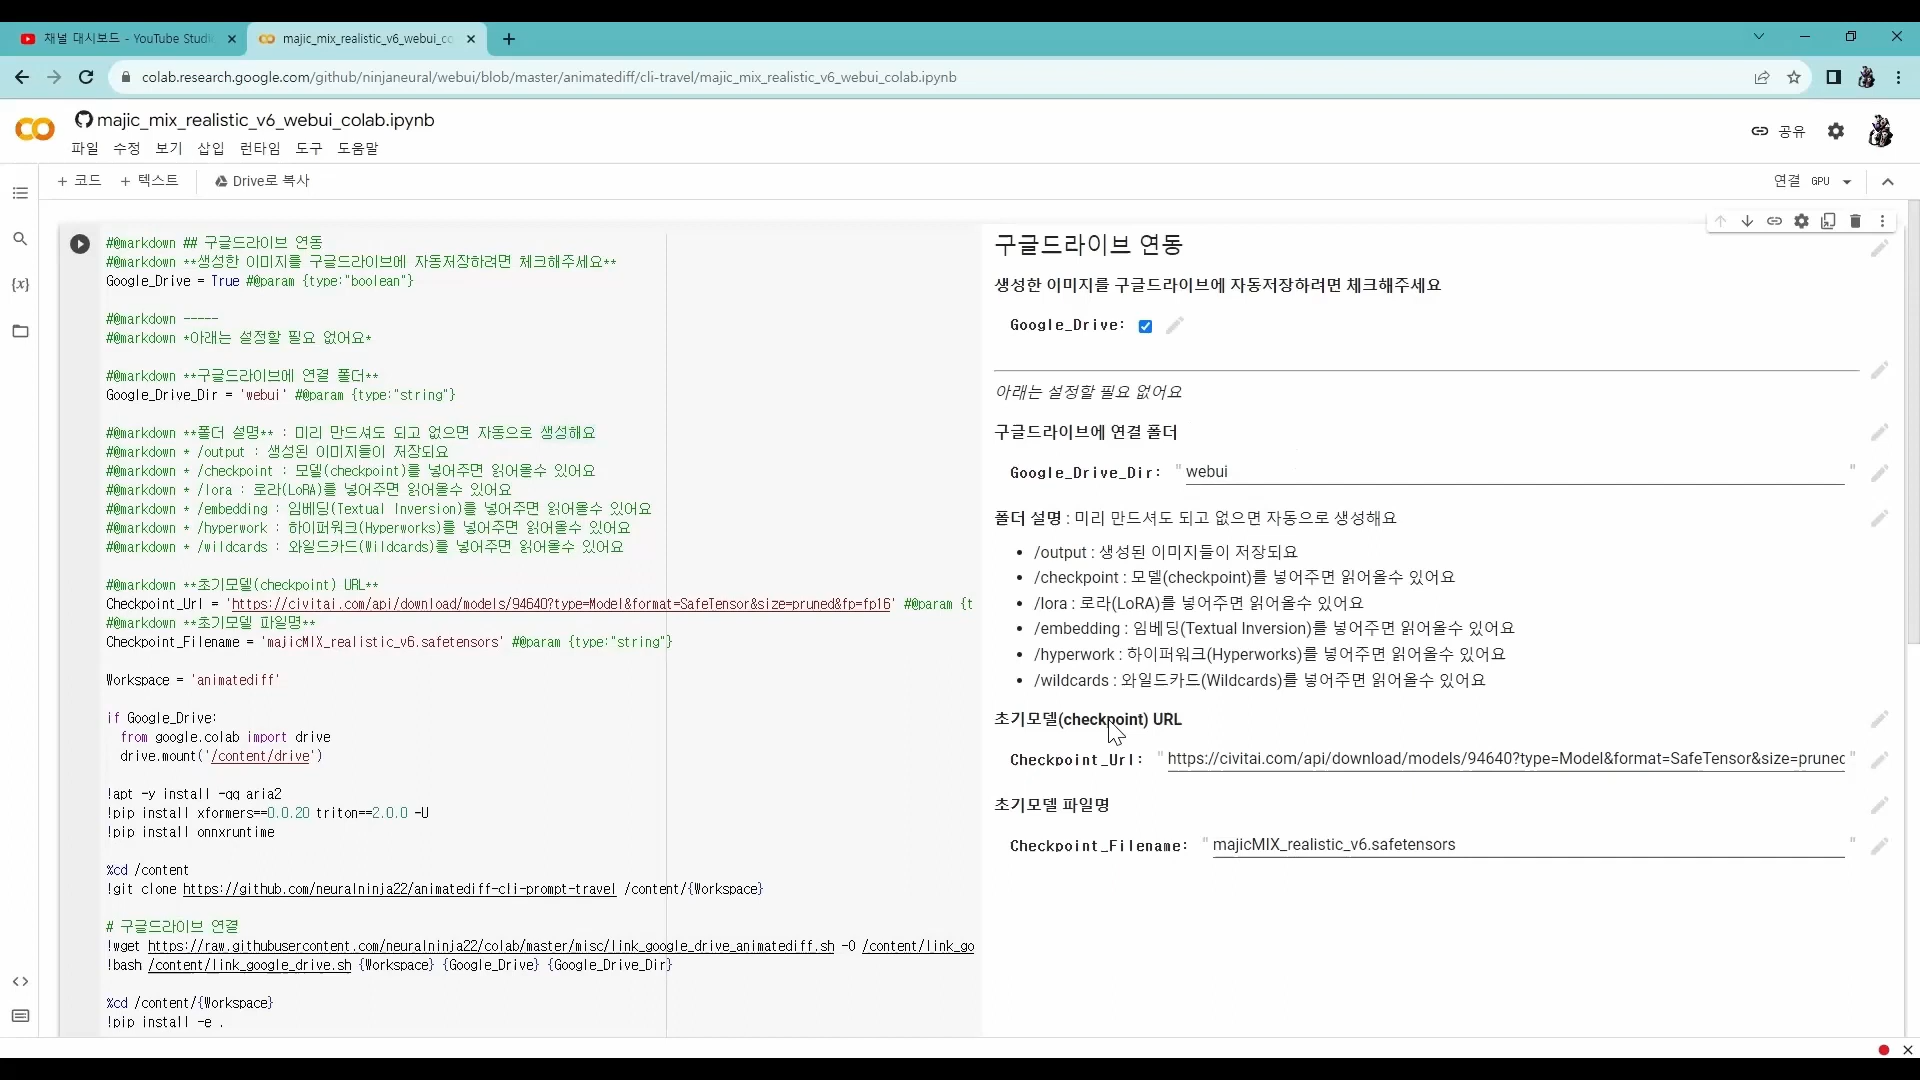 채널 대시보드 - YouTube Studi
majic_mix_realistic_v6_webui_co
colab.research.google.com/github/ninjaneural/webui/blob/master/animatediff/cli-travel/majic_mix_realistic_v6_webui_colab.ipynb
majic_mix_realistic_v6_webui_colab.ipynb
공유
파일 수정 보기 삽입 런타임 도구 도움말
+ 코드 + 텍스트 Drive로 복사
연결 GPU
#@markdown ## 구글드라이브 연동
#@markdown **생성한 이미지를 구글드라이브에 자동저장하려면 체크해주세요**
Google_Drive = True #@param {type:"boolean"}
#@markdown -----
#@markdown *아래는 설정할 필요 없어요*
#@markdown **구글드라이브에 연결 폴더**
Google_Drive_Dir = 'webui' #@param {type:"string"}
#@markdown **폴더 설명** : 미리 만드셔도 되고 없으면 자동으로 생성해요
#@markdown * /output : 생성된 이미지들이 저장되요
#@markdown * /checkpoint : 모델(checkpoint)를 넣어주면 읽어올수 있어요
#@markdown * /lora : 로라(LoRA)를 넣어주면 읽어올수 있어요
#@markdown * /embedding : 임베딩(Textual Inversion)를 넣어주면 읽어올수 있어요
#@markdown * /hyperwork : 하이퍼워크(Hyperworks)를 넣어주면 읽어올수 있어요
#@markdown * /wildcards : 와일드카드(Wildcards)를 넣어주면 읽어올수 있어요
#@markdown **초기모델(checkpoint) URL**
Checkpoint_Url = 'https://civitai.com/api/download/models/94640?type=Model&format=SafeTensor&size=pruned&fp=fp16' #@param {t
#@markdown **초기모델 파일명**
Checkpoint_Filename = 'majicMIX_realistic_v6.safetensors' #@param {type:"string"}
Workspace = 'animatediff'
if Google_Drive:
from google.colab import drive
drive.mount('/content/drive')
!apt -y install -qq aria2
!pip install xformers==0.0.20 triton==2.0.0 -U
!pip install onnxruntime
%cd /content
!git clone https://github.com/neuralninja22/animatediff-cli-prompt-travel /content/{Workspace}
# 구글드라이브 연결
!wget https://raw.githubusercontent.com/neuralninja22/colab/master/misc/link_google_drive_animatediff.sh -O /content/link_go
!bash /content/link_google_drive.sh {Workspace} {Google_Drive} {Google_Drive_Dir}
%cd /content/{Workspace}
!pip install -e .
구글드라이브 연동
생성한 이미지를 구글드라이브에 자동저장하려면 체크해주세요
Google_Drive:
아래는 설정할 필요 없어요
구글드라이브에 연결 폴더
Google_Drive_Dir: " webui "
폴더 설명 : 미리 만드셔도 되고 없으면 자동으로 생성해요
• /output : 생성된 이미지들이 저장되요
• /checkpoint : 모델(checkpoint)를 넣어주면 읽어올수 있어요
• /lora : 로라(LoRA)를 넣어주면 읽어올수 있어요
• /embedding : 임베딩(Textual Inversion)를 넣어주면 읽어올수 있어요
• /hyperwork : 하이퍼워크(Hyperworks)를 넣어주면 읽어올수 있어요
• /wildcards : 와일드카드(Wildcards)를 넣어주면 읽어올수 있어요
초기모델(checkpoint) URL
Checkpoint_Url: " https://civitai.com/api/download/models/94640?type=Model&format=SafeTensor&size=pruned "
초기모델 파일명
Checkpoint_Filename: " majicMIX_realistic_v6.safetensors "